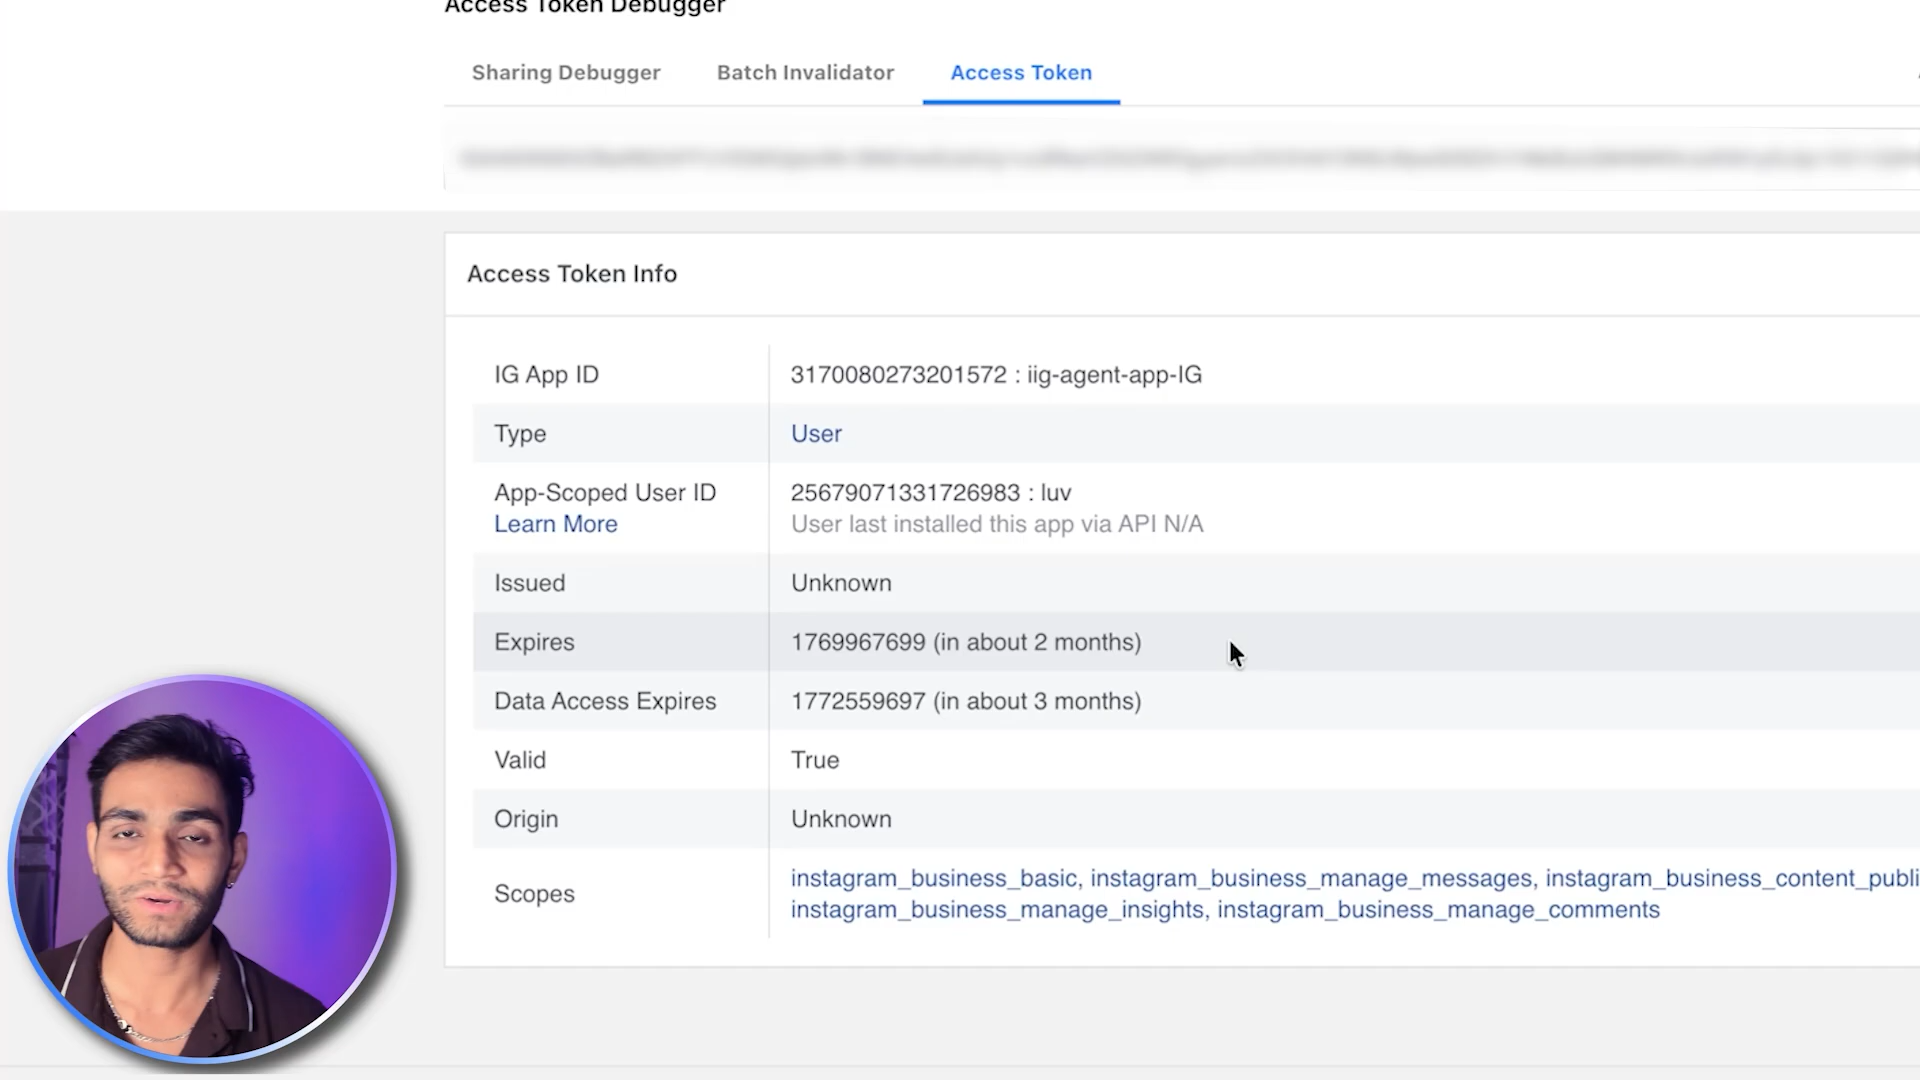 Access Token Debugger
Sharing Debugger Batch Invalidator Access Token
Access Token Info
IG App ID 3170080273201572 : iig-agent-app-IG
Type User
App-Scoped User ID 25679071331726983 : luv
Learn More User last installed this app via API N/A
Issued Unknown
Expires 1769967699 (in about 2 months)
Data Access Expires 1772559697 (in about 3 months)
Valid True
Origin Unknown
Scopes instagram_business_basic, instagram_business_manage_messages, instagram_business_content_publi
instagram_business_manage_insights, instagram_business_manage_comments